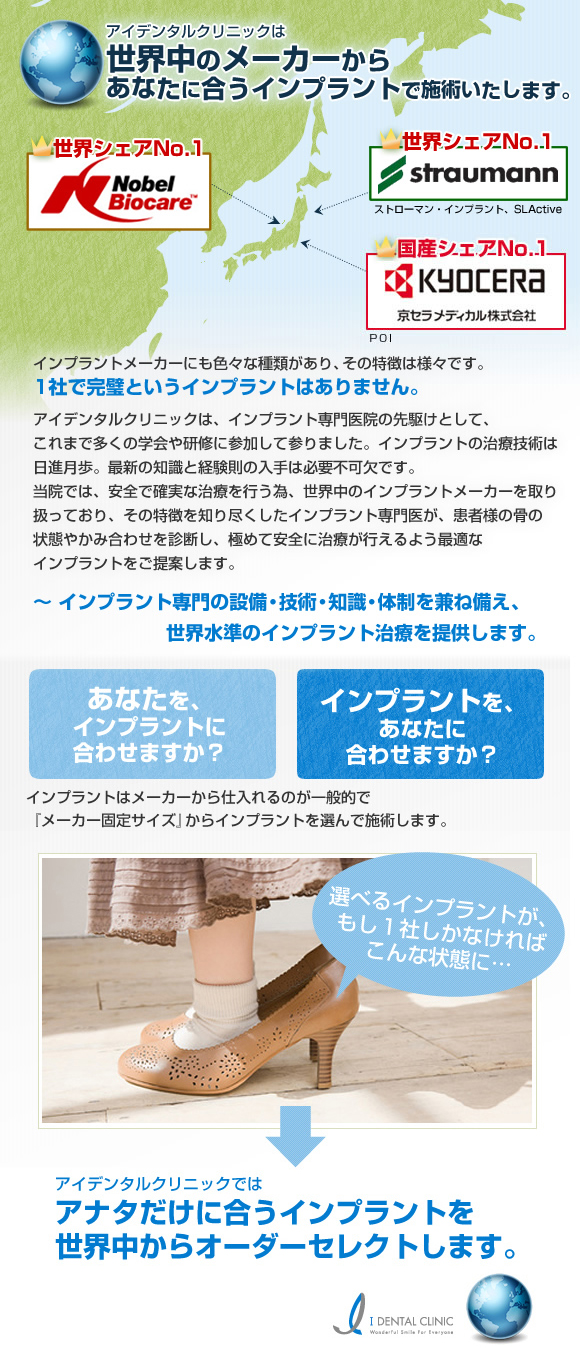 アイデンタルクリニックは
世界中のメーカーから
あなたに合うインプラントで施術いたします。
世界シェアNo.1
Nobel
Biocare™
世界シェアNo.1
straumann
ストローマン・インプラント、SLActive
国産シェアNo.1
KYOCERa
京セラメディカル株式会社
POI
インプラントメーカーにも色々な種類があり、その特徴は様々です。
1社で完璧というインプラントはありません。
アイデンタルクリニックは、インプラント専門医院の先駆けとして、
これまで多くの学会や研修に参加して参りました。インプラントの治療技術は
日進月歩。最新の知識と経験則の入手は必要不可欠です。
当院では、安全で確実な治療を行う為、世界中のインプラントメーカーを取り
扱っており、その特徴を知り尽くしたインプラント専門医が、患者様の骨の
状態やかみ合わせを診断し、極めて安全に治療が行えるよう最適な
インプラントをご提案します。
～ インプラント専門の設備・技術・知識・体制を兼ね備え、
世界水準のインプラント治療を提供します。
あなたを、
インプラントに
合わせますか？
インプラントを、
あなたに
合わせますか？
インプラントはメーカーから仕入れるのが一般的で
『メーカー固定サイズ』からインプラントを選んで施術します。
選べるインプラントが、
もし１社しかなければ
こんな状態に…
アイデンタルクリニックでは
アナタだけに合うインプラントを
世界中からオーダーセレクトします。
I DENTAL CLINIC
Wonderful Smile For Everyone